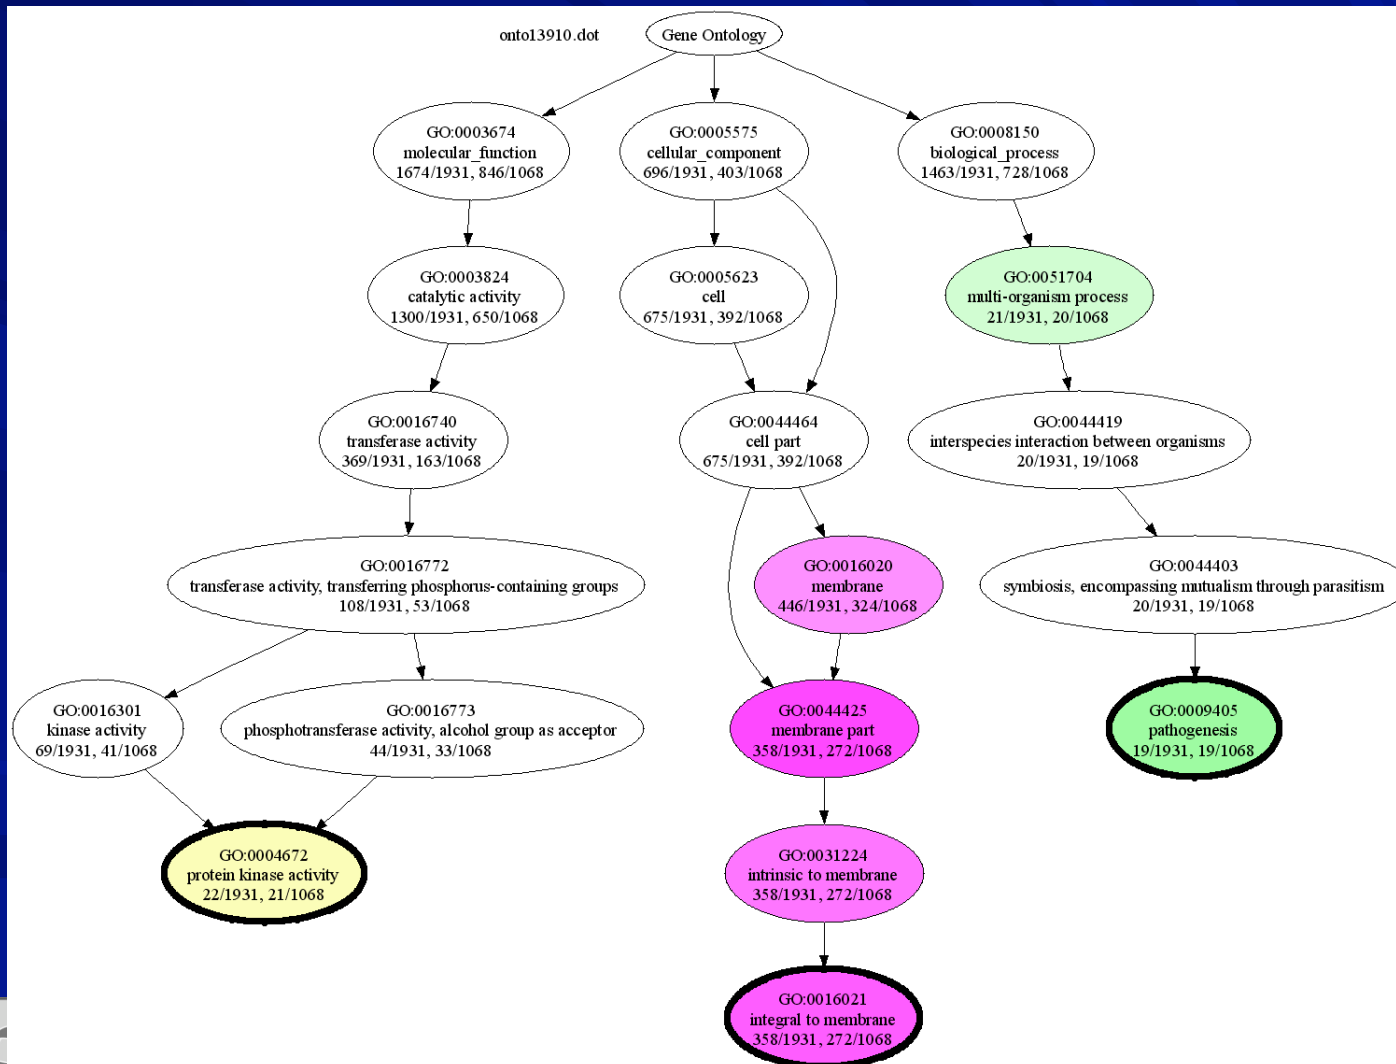 onto13910.dot
Gene Ontology
GO:0003674
molecular_function
1674/1931, 846/1068
GO:0005575
cellular_component
696/1931, 403/1068
GO:0008150
biological_process
1463/1931, 728/1068
GO:0003824
catalytic activity
1300/1931, 650/1068
GO:0005623
cell
675/1931, 392/1068
GO:0051704
multi-organism process
21/1931, 20/1068
GO:0016740
transferase activity
369/1931, 163/1068
GO:0044464
cell part
675/1931, 392/1068
GO:0044419
interspecies interaction between organisms
20/1931, 19/1068
GO:0016772
transferase activity, transferring phosphorus-containing groups
108/1931, 53/1068
GO:0016020
membrane
446/1931, 324/1068
GO:0044403
symbiosis, encompassing mutualism through parasitism
20/1931, 19/1068
GO:0016301
kinase activity
69/1931, 41/1068
GO:0016773
phosphotransferase activity, alcohol group as acceptor
44/1931, 33/1068
GO:0044425
membrane part
358/1931, 272/1068
GO:0009405
pathogenesis
19/1931, 19/1068
GO:0004672
protein kinase activity
22/1931, 21/1068
GO:0031224
intrinsic to membrane
358/1931, 272/1068
GO:0016021
integral to membrane
358/1931, 272/1068